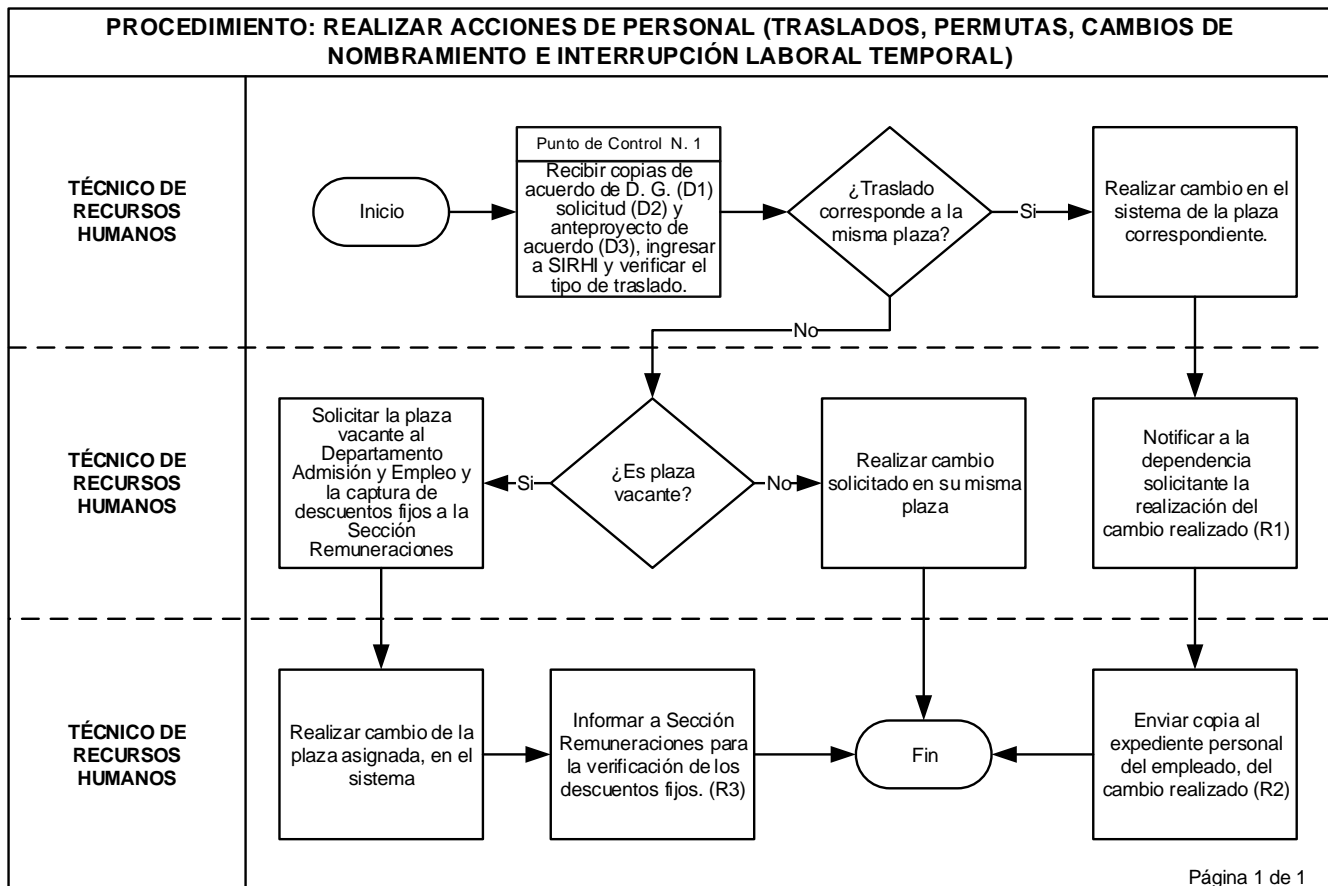 PROCEDIMIENTO: REALIZAR ACCIONES DE PERSONAL (TRASLADOS, PERMUTAS, CAMBIOS DE
NOMBRAMIENTO E INTERRUPCIÓN LABORAL TEMPORAL)
TÉCNICO DE
RECURSOS
HUMANOS
Inicio
Punto de Control N. 1
Recibir copias de
acuerdo de D. G. (D1)
solicitud (D2) y
anteproyecto de
acuerdo (D3), ingresar
a SIRHI y verificar el
tipo de traslado.
¿Traslado
corresponde a la
misma plaza?
Si
Realizar cambio en el
sistema de la plaza
correspondiente.
No
TÉCNICO DE
RECURSOS
HUMANOS
Solicitar la plaza
vacante al
Departamento
Admisión y Empleo y
la captura de
descuentos fijos a la
Sección
Remuneraciones
Si
¿Es plaza
vacante?
No
Realizar cambio
solicitado en su misma
plaza
Notificar a la
dependencia
solicitante la
realización del
cambio realizado (R1)
TÉCNICO DE
RECURSOS
HUMANOS
Realizar cambio de la
plaza asignada, en el
sistema
Informar a Sección
Remuneraciones para
la verificación de los
descuentos fijos. (R3)
Fin
Enviar copia al
expediente personal
del empleado, del
cambio realizado (R2)
Página 1 de 1